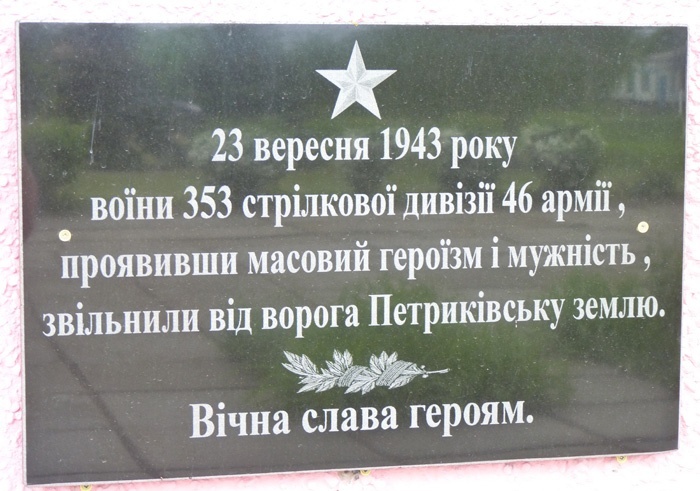 23 вересня 1943 року
воїни 353 стрілкової дивізії 46 армії ,
проявивши масовий героїзм і мужність ,
звільнили від ворога Петриківську землю.
Вічна слава героям.